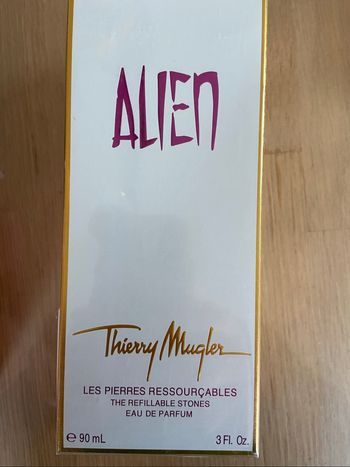 ALIEN
Thierry Mugler
LES PIERRES RESSOURÇABLES
THE REFILLABLE STONES
EAU DE PARFUM
℮ 90 mL 3 Fl. Oz.